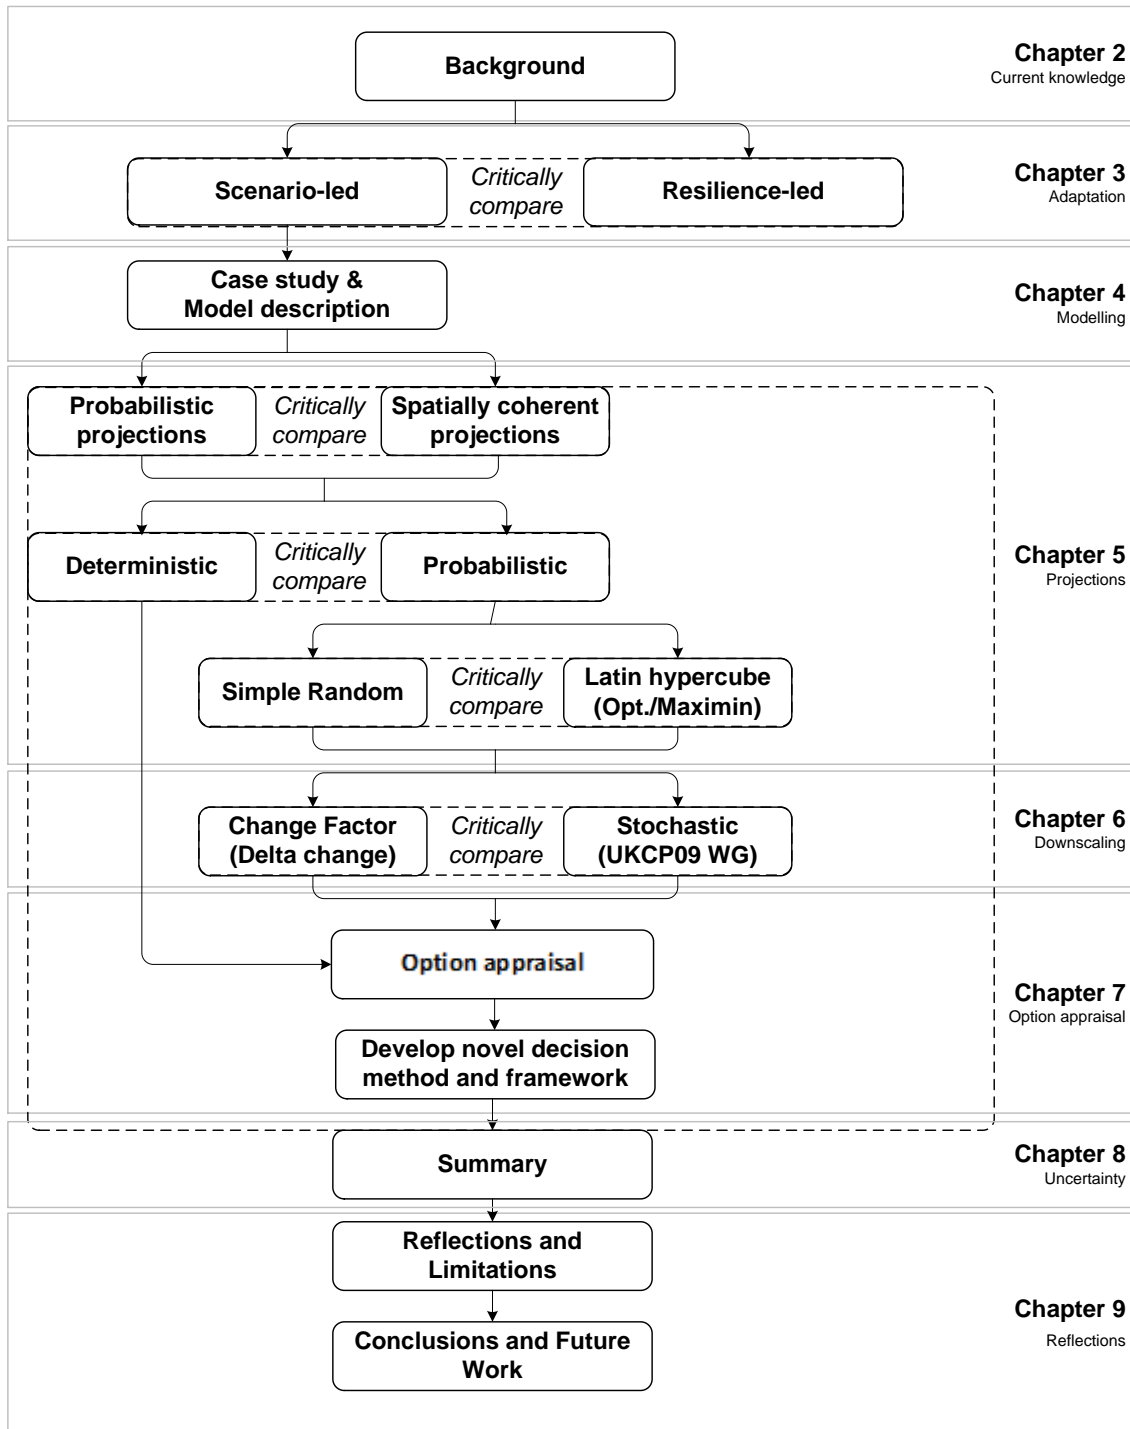 Background
Chapter 2
Current knowledge
Scenario-led
Critically
compare
Resilience-led
Chapter 3
Adaptation
Case study &
Model description
Chapter 4
Modelling
Probabilistic
projections
Critically
compare
Spatially coherent
projections
Deterministic
Critically
compare
Probabilistic
Chapter 5
Projections
Simple Random
Critically
compare
Latin hypercube
(Opt./Maximin)
Change Factor
(Delta change)
Critically
compare
Stochastic
(UKCP09 WG)
Chapter 6
Downscaling
Option appraisal
Chapter 7
Option appraisal
Develop novel decision
method and framework
Summary
Chapter 8
Uncertainty
Reflections and
Limitations
Chapter 9
Reflections
Conclusions and Future
Work